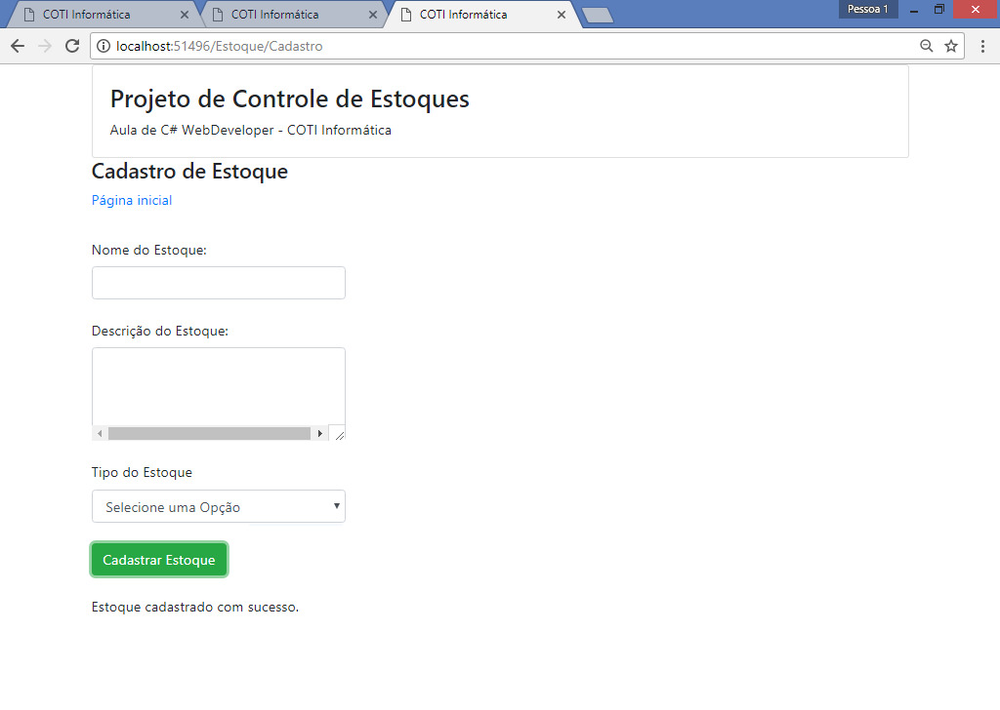 COTI Informática
COTI Informática
COTI Informática
Pessoa 1
localhost:51496/Estoque/Cadastro
Projeto de Controle de Estoques
Aula de C# WebDeveloper - COTI Informática
Cadastro de Estoque
Página inicial
Nome do Estoque:
Descrição do Estoque:
Tipo do Estoque
Selecione uma Opção
Cadastrar Estoque
Estoque cadastrado com sucesso.